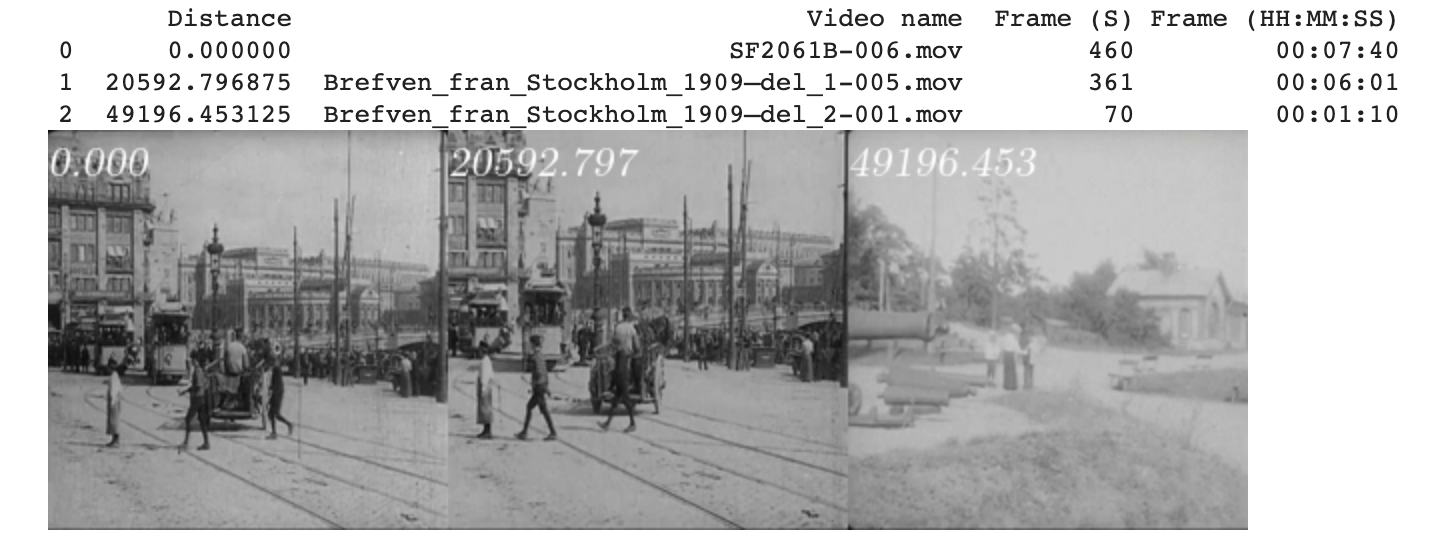 Distance Video name Frame (S) Frame (HH:MM:SS)
0 0.000000 SF2061B-006.mov 460 00:07:40
1 20592.796875 Brefven_fran_Stockholm_1909—del_1-005.mov 361 00:06:01
2 49196.453125 Brefven_fran_Stockholm_1909—del_2-001.mov 70 00:01:10
0.000 20592.797 49196.453